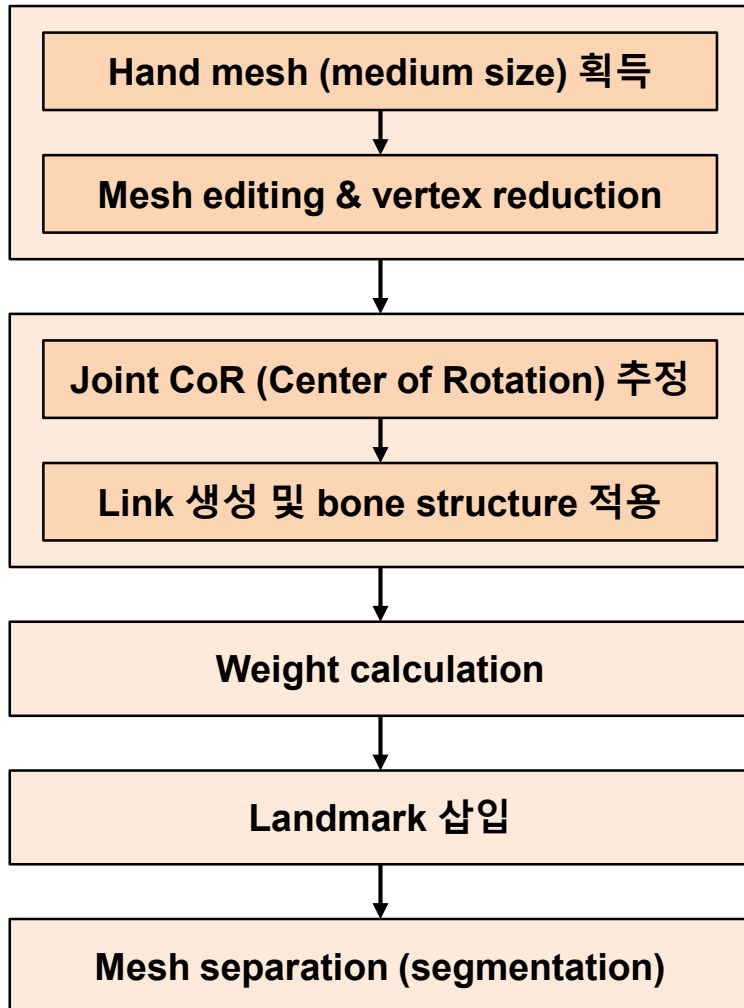 Hand mesh (medium size) 획득
Mesh editing & vertex reduction
Joint CoR (Center of Rotation) 추정
Link 생성 및 bone structure 적용
Weight calculation
Landmark 삽입
Mesh separation (segmentation)